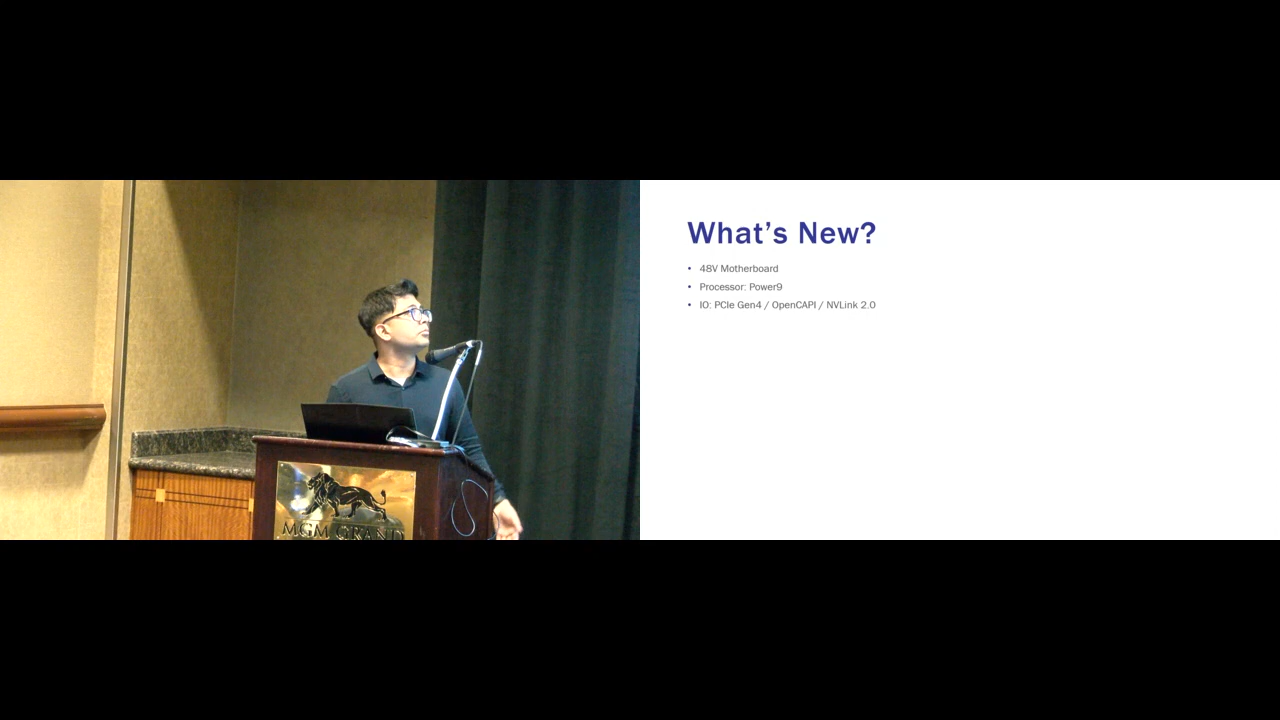 MGM GRAND
What's New?
• 48V Motherboard
• Processor: Power9
• IO: PCIe Gen4 / OpenCAPI / NVLink 2.0